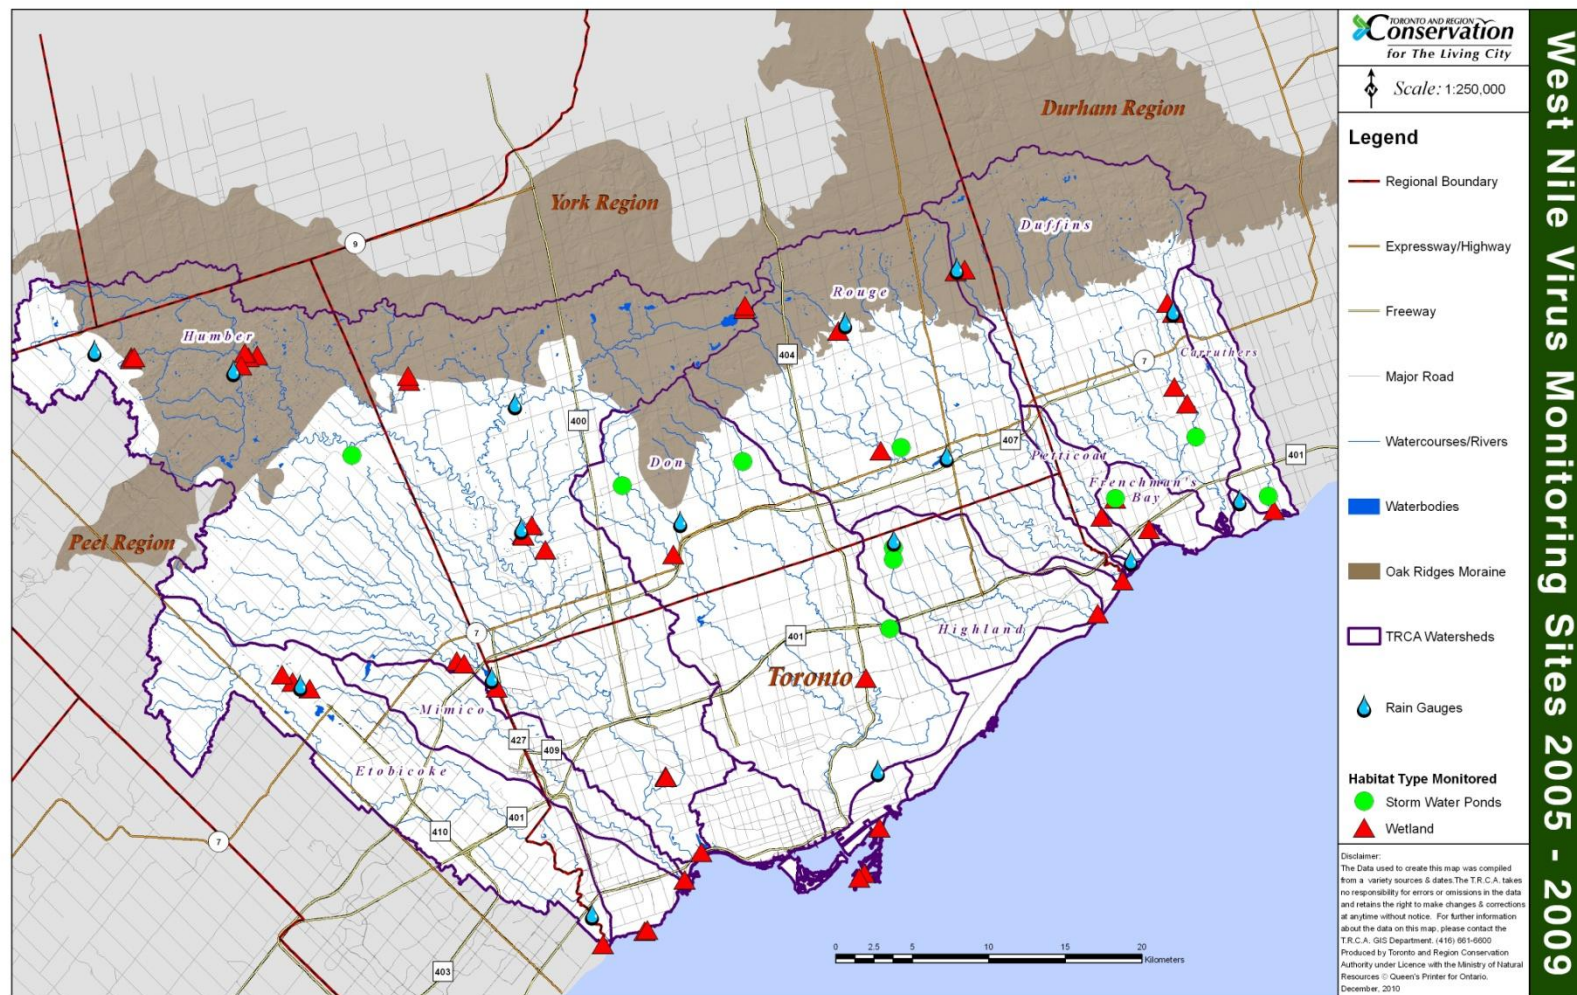 TORONTO AND REGION
Conservation
for The Living City
N
Scale: 1:250,000
Legend
Regional Boundary
Expressway/Highway
Freeway
Major Road
Watercourses/Rivers
Waterbodies
Oak Ridges Moraine
TRCA Watersheds
Rain Gauges
Habitat Type Monitored
Storm Water Ponds
Wetland
Disclaimer:
The Data used to create this map was compiled
from a variety sources & dates.The T.R.C.A. takes
no responsibility for errors or omissions in the data
and retains the right to make changes & corrections
at anytime without notice. For further information
about the data on this map, please contact the
T.R.C.A. GIS Department. (416) 661-6600
Produced by Toronto and Region Conservation
Authority under Licence with the Ministry of Natural
Resources © Queen's Printer for Ontario.
December, 2010
West Nile Virus Monitoring Sites 2005 - 2009
Durham Region
York Region
Duffins
9
Rouge
Humber
404
7
Carruthers
400
407
401
Don
Petticoat
Frenchman's
Bay
Peel Region
7
401
Highland
Toronto
Mimico
427
409
Etobicoke
401
410
7
403
0 2.5 5 10 15 20
Kilometers